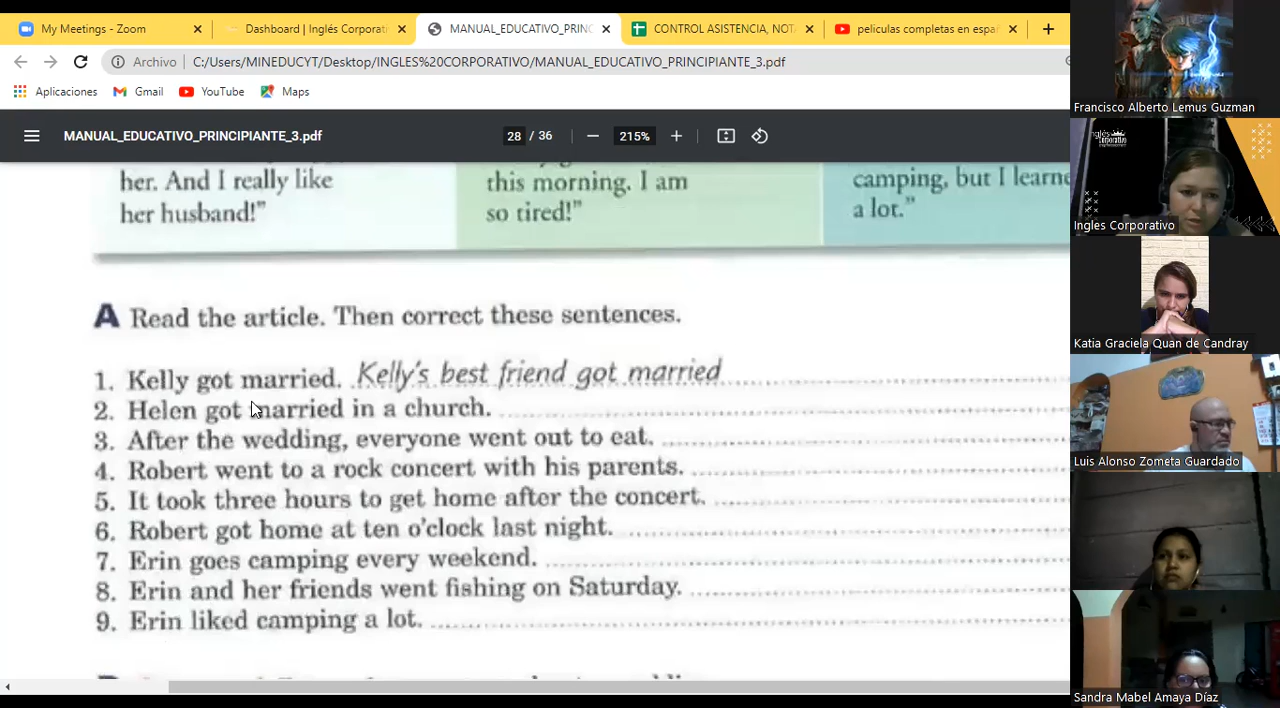 My Meetings - Zoom
Dashboard | Inglés Corporati
MANUAL_EDUCATIVO_PRINC
CONTROL ASISTENCIA, NOT
peliculas completas en espa
Archivo
C:/Users/MINEDUCYT/Desktop/INGLES%20CORPORATIVO/MANUAL_EDUCATIVO_PRINCIPIANTE_3.pdf
Aplicaciones
Gmail
YouTube
Maps
MANUAL_EDUCATIVO_PRINCIPIANTE_3.pdf
28 / 36
215%
her. And I really like
her husband!"
this morning. I am
so tired!"
camping, but I learne
a lot."
A Read the article. Then correct these sentences.
1. Kelly got married. Kelly's best friend got married
2. Helen got married in a church.
3. After the wedding, everyone went out to eat.
4. Robert went to a rock concert with his parents.
5. It took three hours to get home after the concert.
6. Robert got home at ten o'clock last night.
7. Erin goes camping every weekend.
8. Erin and her friends went fishing on Saturday.
9. Erin liked camping a lot.
Francisco Alberto Lemus Guzman
Ingles Corporativo
Katia Graciela Quan de Candray
Luis Alonso Zometa Guardado
Sandra Mabel Amaya Díaz